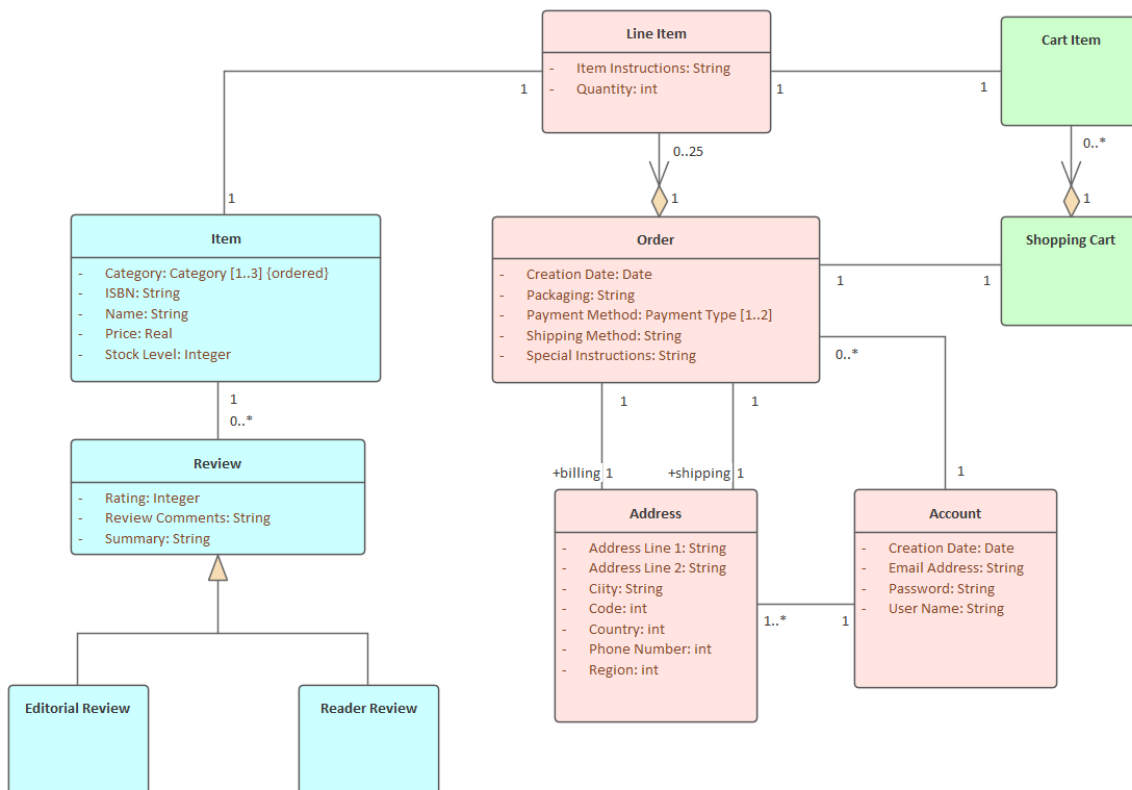 Line Item
- Item Instructions: String
- Quantity: int
Cart Item
1
1
1
0..25
0..*
1
1
1
Item
- Category: Category [1..3] {ordered}
- ISBN: String
- Name: String
- Price: Real
- Stock Level: Integer
Order
- Creation Date: Date
- Packaging: String
- Payment Method: Payment Type [1..2]
- Shipping Method: String
- Special Instructions: String
Shopping Cart
1
1
0..*
1
0..*
1
1
Review
- Rating: Integer
- Review Comments: String
- Summary: String
+billing 1
+shipping 1
1
Address
- Address Line 1: String
- Address Line 2: String
- Ciity: String
- Code: int
- Country: int
- Phone Number: int
- Region: int
Account
- Creation Date: Date
- Email Address: String
- Password: String
- User Name: String
1..*
1
Editorial Review
Reader Review